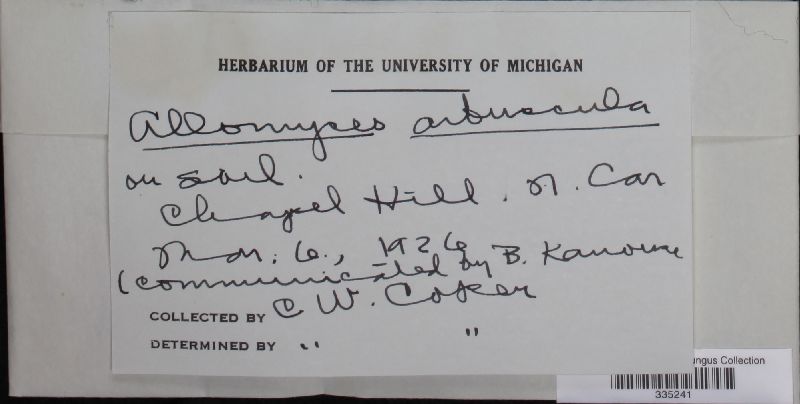 HERBARIUM OF THE UNIVERSITY OF MICHIGAN
Allomyces arbuscula
on soil.
Chapel Hill. N. Car
Mar. 6., 1926
(communicated by B. Kanouse
COLLECTED BY C W. Coker
DETERMINED BY " "
ungus Collection
335241